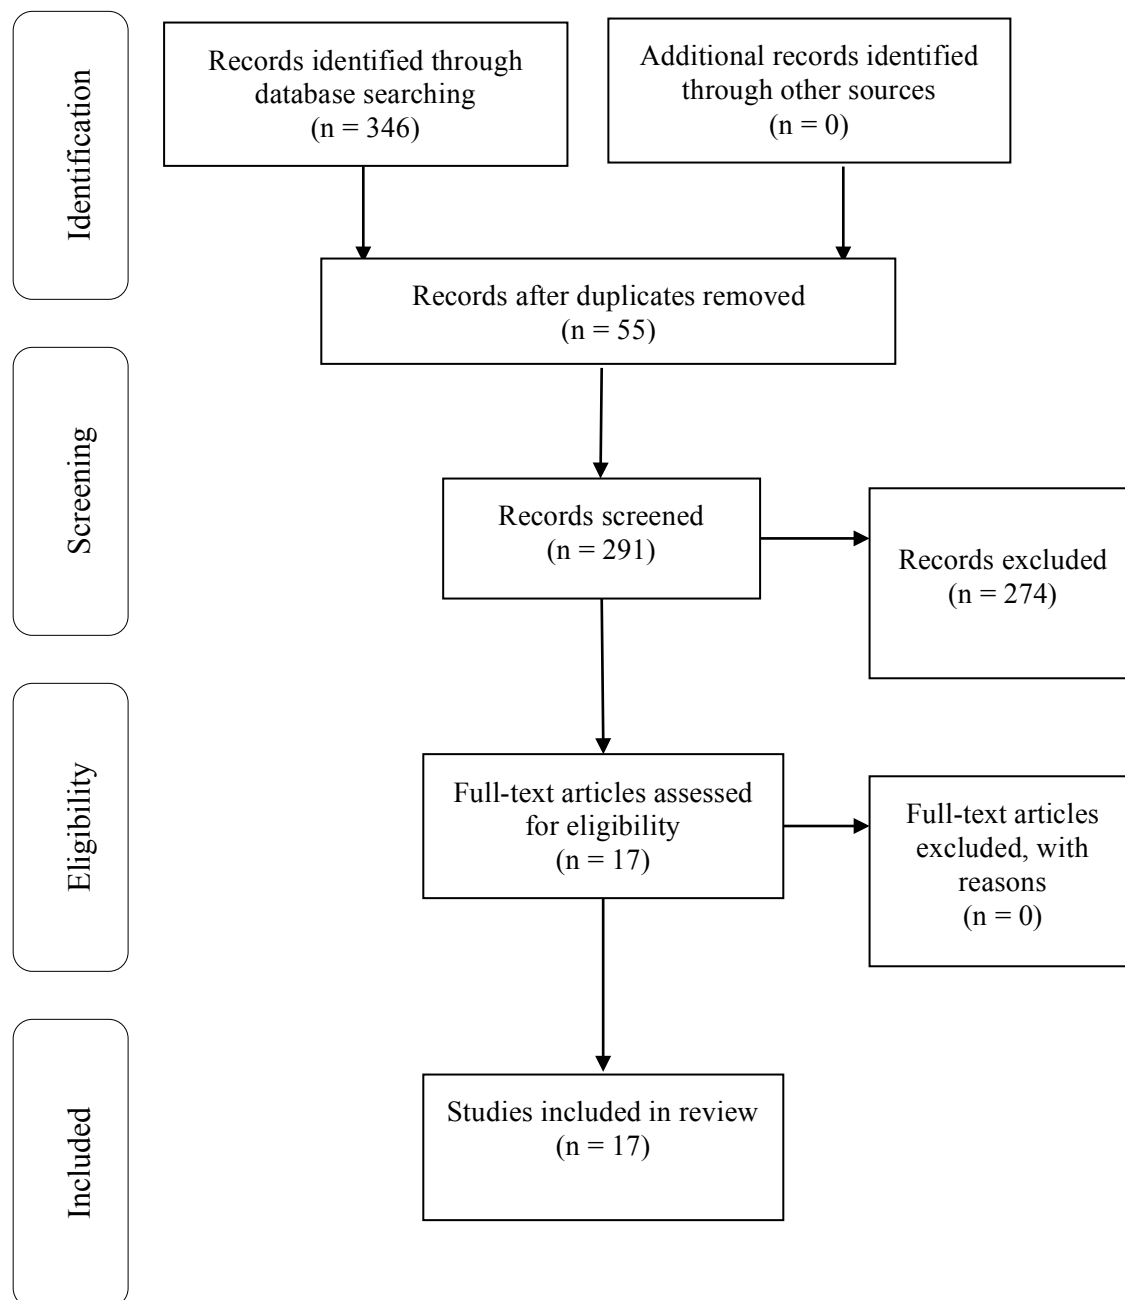 Identification
Records identified through
database searching
(n = 346)
Additional records identified
through other sources
(n = 0)
Records after duplicates removed
(n = 55)
Screening
Records screened
(n = 291)
Records excluded
(n = 274)
Eligibility
Full-text articles assessed
for eligibility
(n = 17)
Full-text articles
excluded, with
reasons
(n = 0)
Included
Studies included in review
(n = 17)